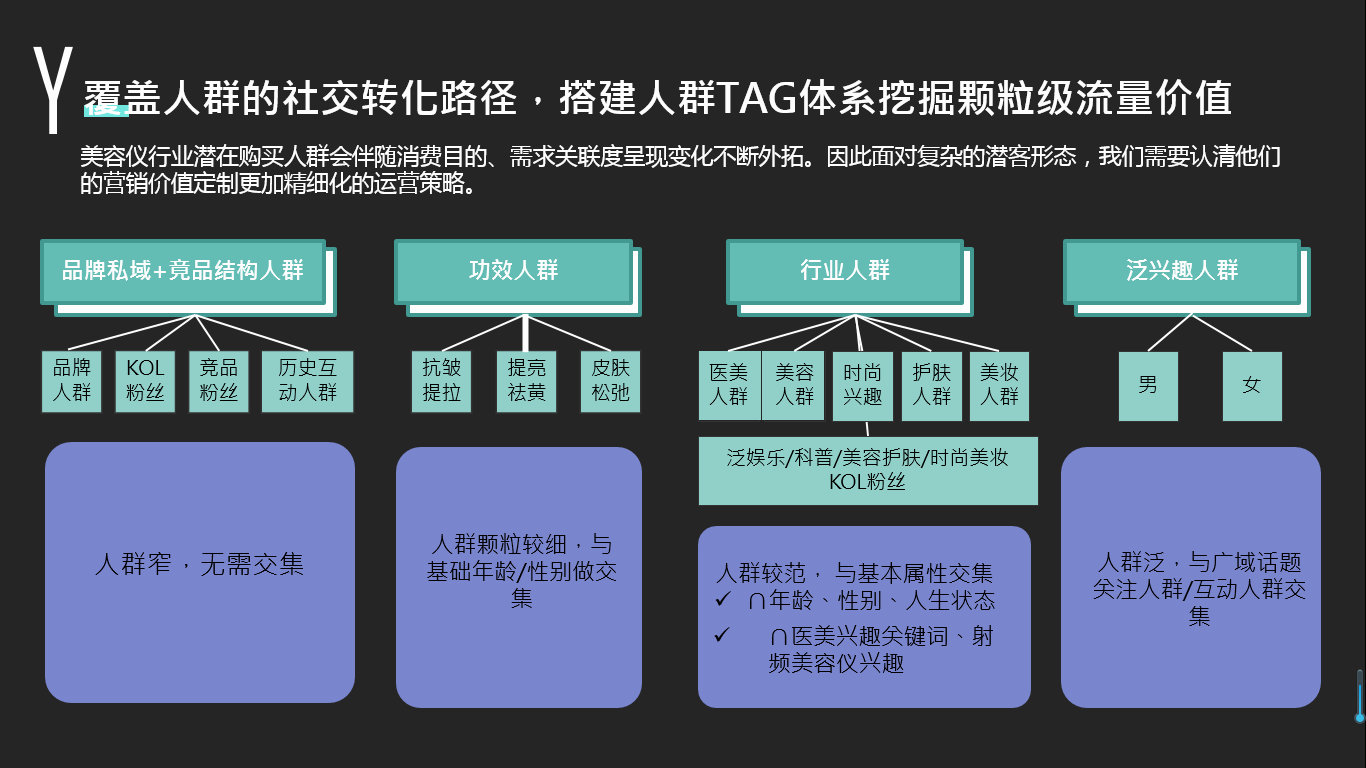 覆盖人群的社交转化路径，搭建人群TAG体系挖掘颗粒级流量价值
美容仪行业潜在购买人群会伴随消费目的、需求关联度呈现变化不断外拓。因此面对复杂的潜客形态，我们需要认清他们
的营销价值定制更加精细化的运营策略。
品牌私域+竞品结构人群
功效人群
行业人群
泛兴趣人群
品牌
人群
KOL
粉丝
竞品
粉丝
历史互
动人群
抗皱
提拉
提亮
祛黄
皮肤
松弛
医美
人群
美容
人群
时尚
兴趣
护肤
人群
美妆
人群
男
女
泛娱乐/科普/美容护肤/时尚美妆
KOL粉丝
人群窄，无需交集
人群颗粒较细，与
基础年龄/性别做交
集
人群较范， 与基本属性交集
✓ ∩年龄、性别、人生状态
✓ ∩医美兴趣关键词、射
频美容仪兴趣
人群泛，与广域话题
关注人群/互动人群交
集